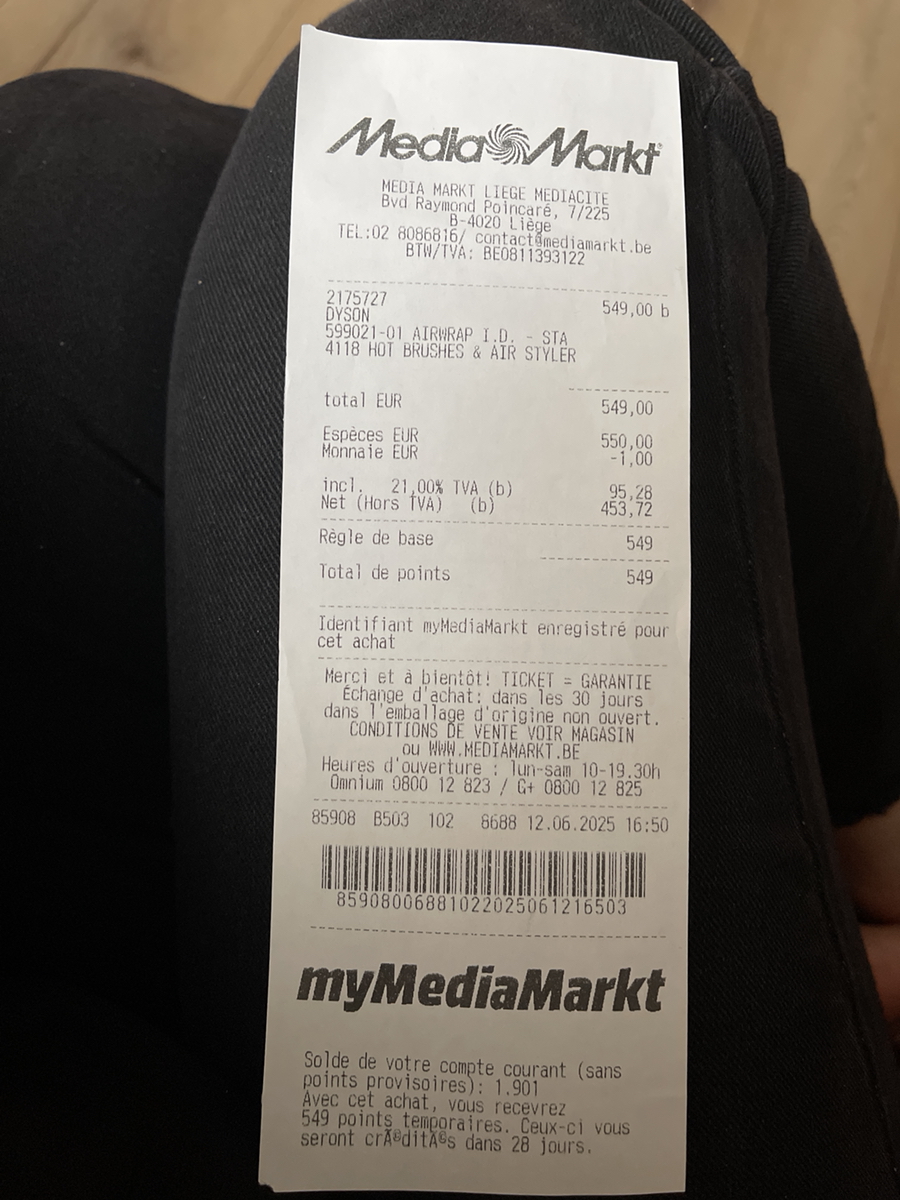 Media Markt
MEDIA MARKT LIEGE MEDIACITE
Bvd Raymond Poincaré, 7/225
B-4020 Liège
TEL:02 8086816/ contact@mediamarkt.be
BTW/TVA: BE0811393122
2175727 549,00 b
DYSON
599021-01 AIRWRAP I.D. - STA
4118 HOT BRUSHES & AIR STYLER
total EUR 549,00
Espèces EUR 550,00
Monnaie EUR -1,00
incl. 21,00% TVA (b) 95,28
Net (Hors TVA) (b) 453,72
Règle de base 549
Total de points 549
Identifiant myMediaMarkt enregistré pour
cet achat
Merci et à bientôt! TICKET = GARANTIE
Échange d'achat: dans les 30 jours
dans l'emballage d'origine non ouvert.
CONDITIONS DE VENTE VOIR MAGASIN
ou WWW.MEDIAMARKT.BE
Heures d'ouverture : lun-sam 10-19.30h
Omnium 0800 12 823 / G+ 0800 12 825
85908 B503 102 8688 12.06.2025 16:50
85908006881022025061216503
myMediaMarkt
Solde de votre compte courant (sans
points provisoires): 1.901
Avec cet achat, vous recevrez
549 points temporaires. Ceux-ci vous
seront crÃ©ditÃ©s dans 28 jours.